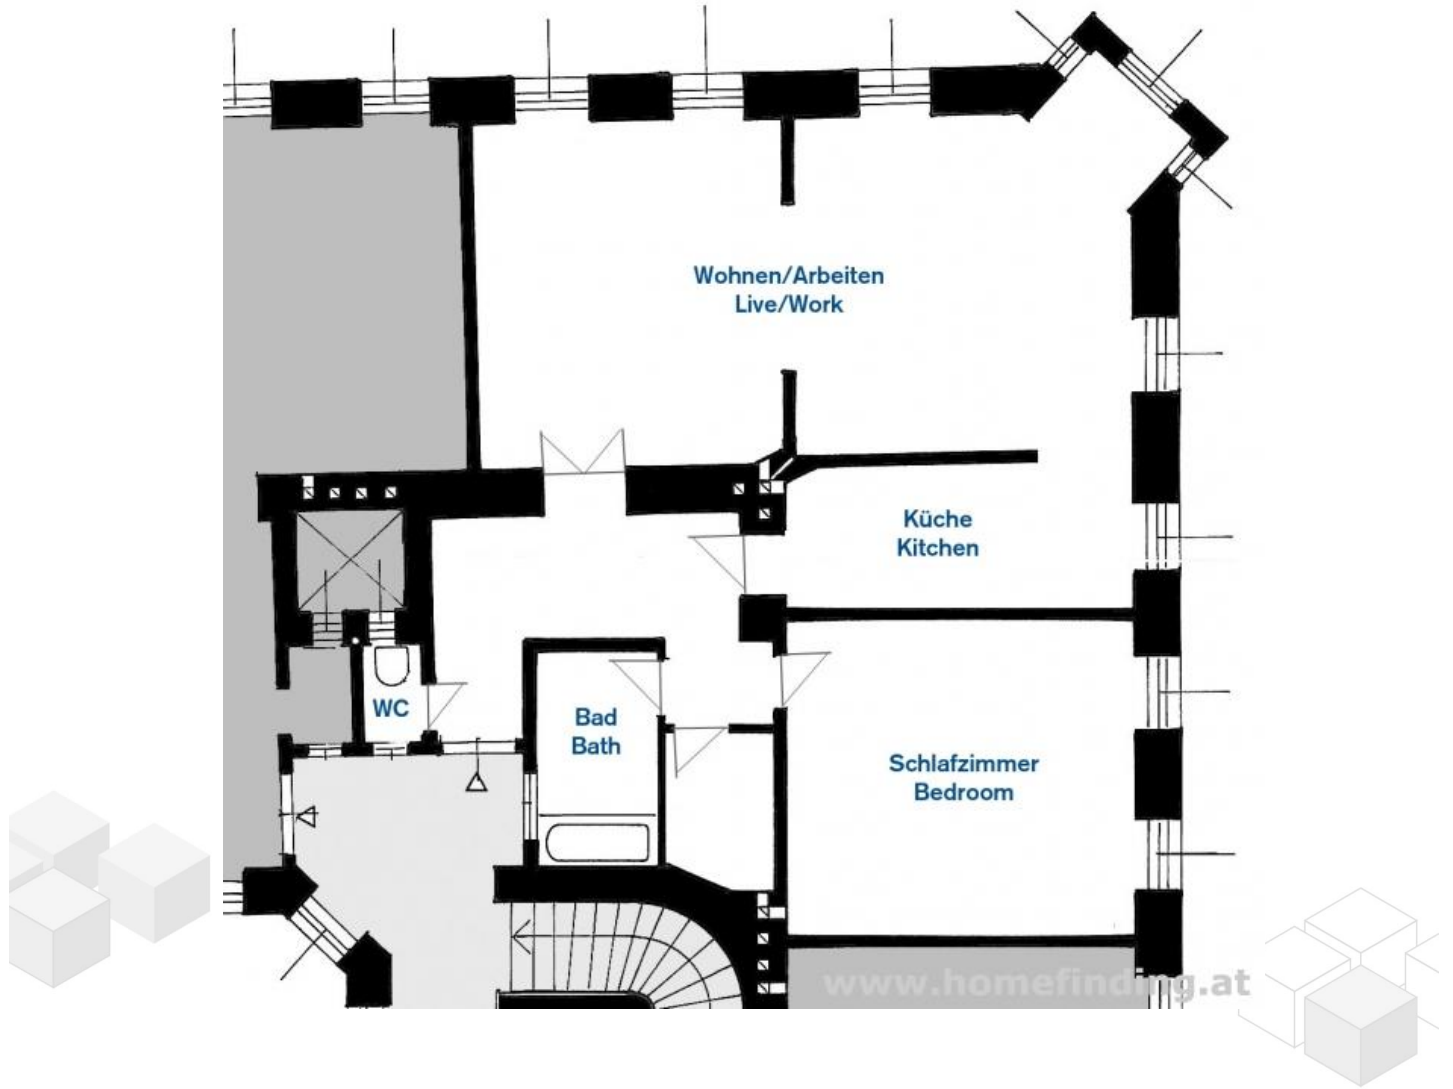 Wohnen/Arbeiten
Live/Work
Küche
Kitchen
WC
Bad
Bath
Schlafzimmer
Bedroom
www.homefinding.at